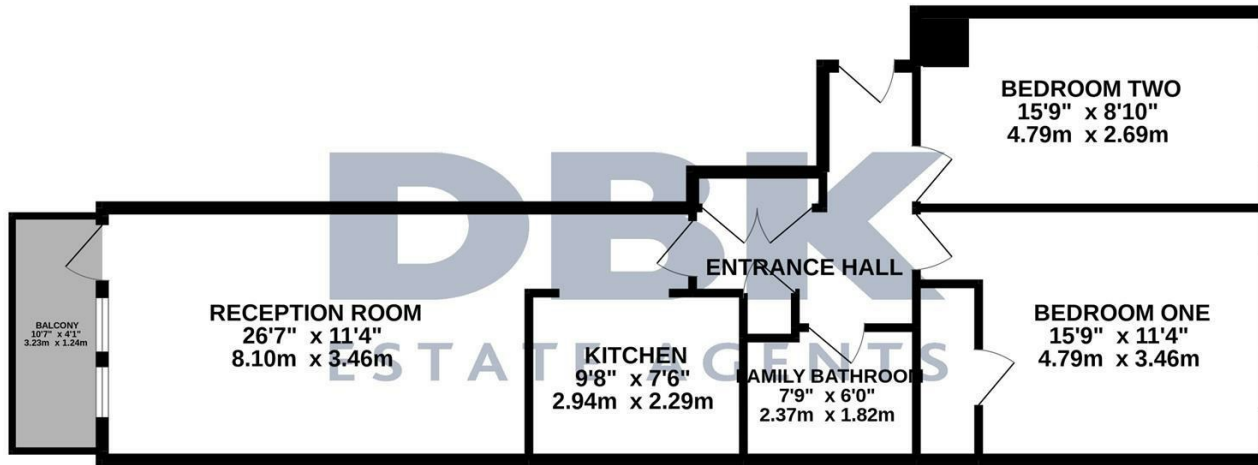 BEDROOM TWO
15'9" x 8'10"
4.79m x 2.69m
DBK
ESTATE AGENTS
ENTRANCE HALL
RECEPTION ROOM
26'7" x 11'4"
8.10m x 3.46m
BALCONY
10'7" x 4'1"
3.23m x 1.24m
KITCHEN
9'8" x 7'6"
2.94m x 2.29m
FAMILY BATHROOM
7'9" x 6'0"
2.37m x 1.82m
BEDROOM ONE
15'9" x 11'4"
4.79m x 3.46m